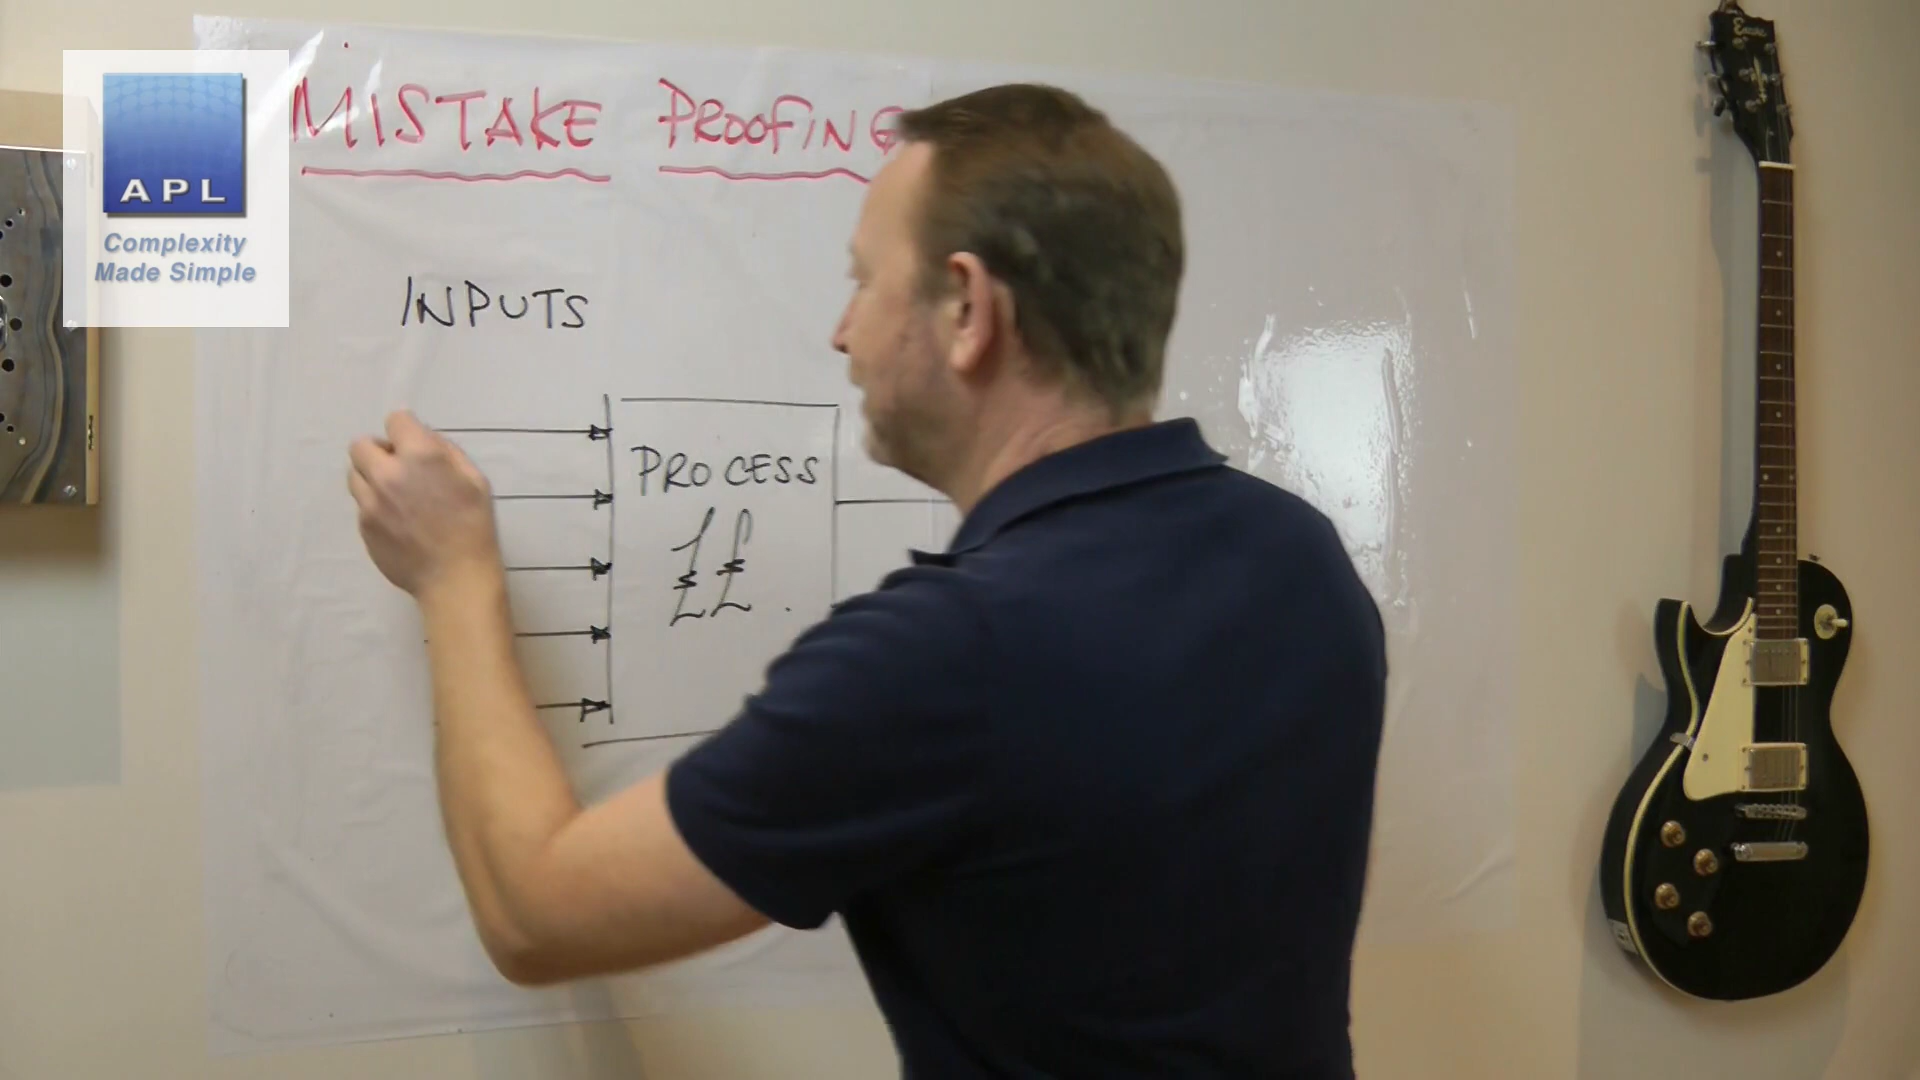 MISTAKE PROOFING
APL
Complexity
Made Simple
INPUTS
PROCESS
££